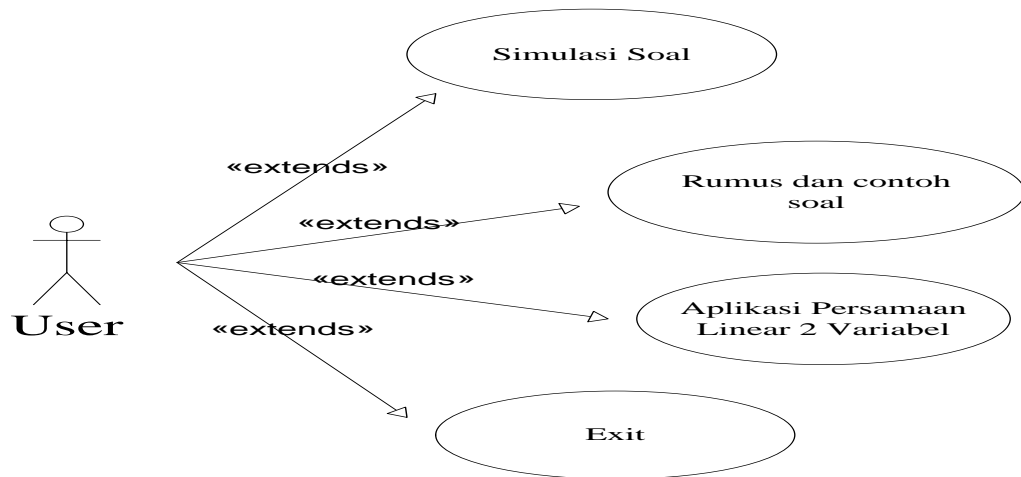 Simulasi Soal
«extends»
Rumus dan contoh
soal
«extends»
«extends»
Aplikasi Persamaan
Linear 2 Variabel
User
«extends»
Exit